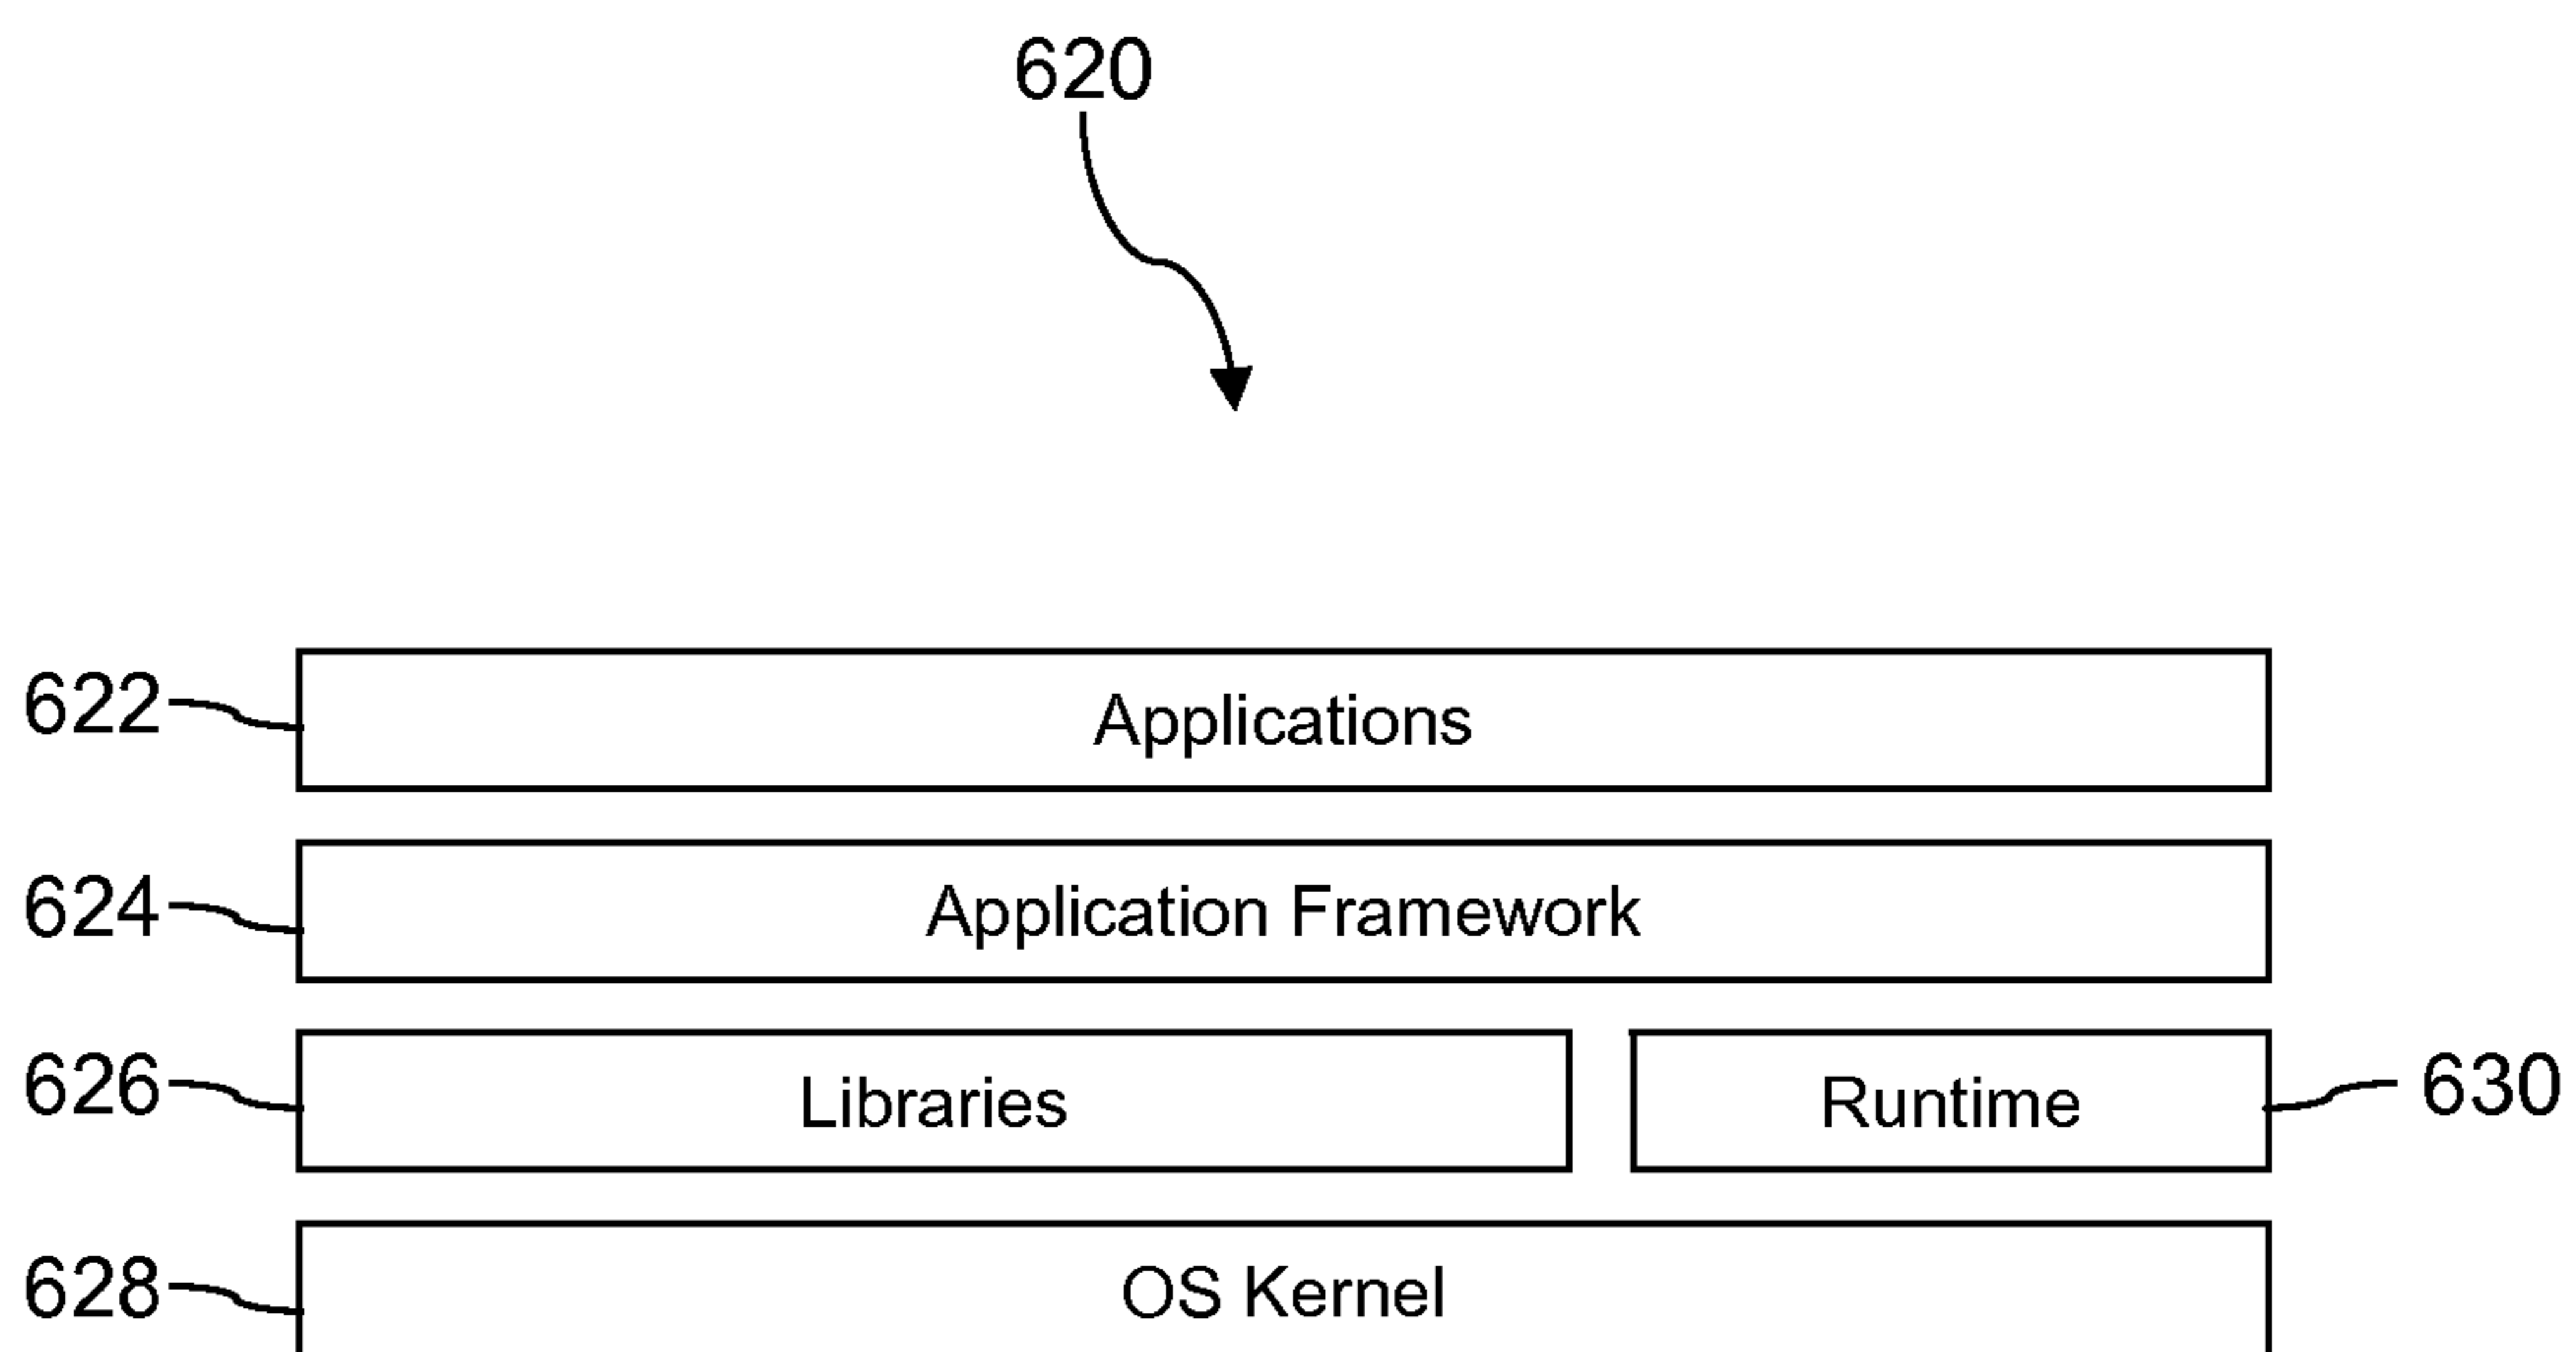 620
622 Applications
624 Application Framework
626 Libraries Runtime 630
628 OS Kernel